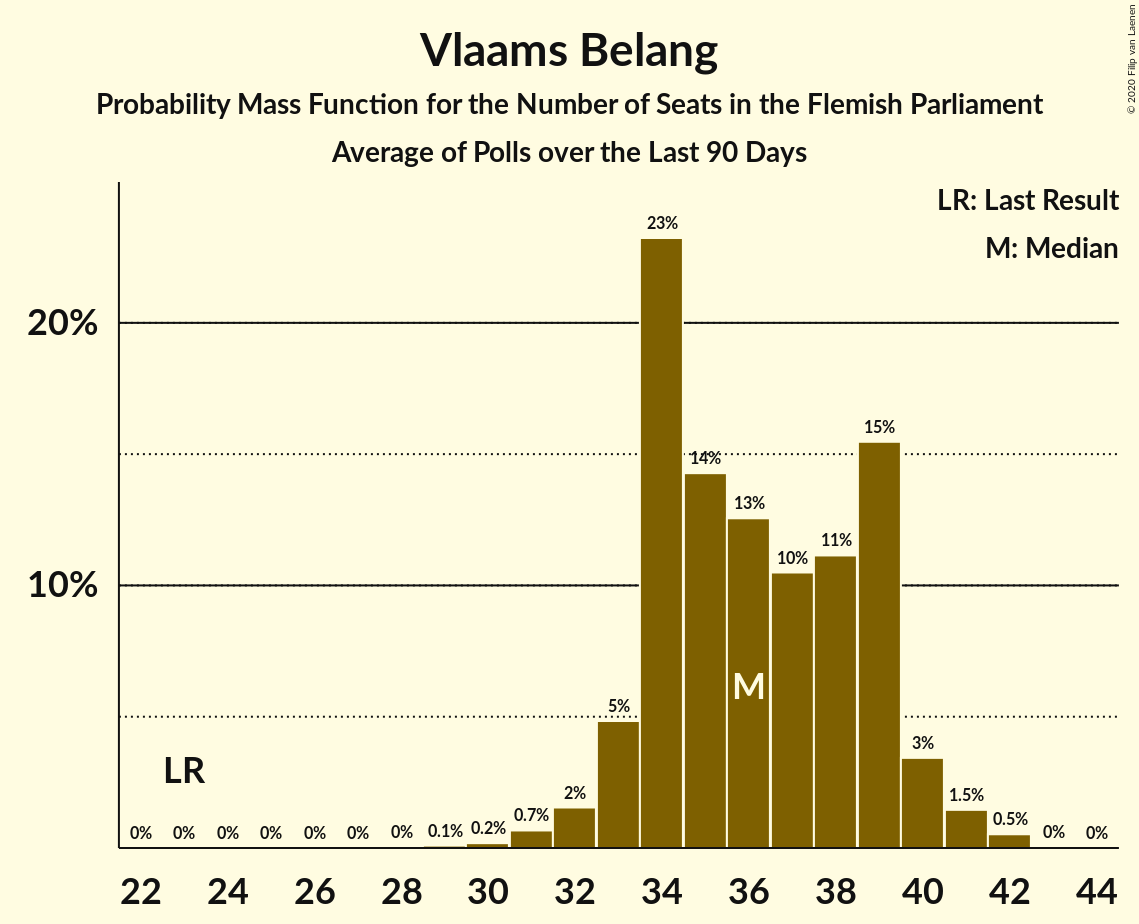 Vlaams Belang
Probability Mass Function for the Number of Seats in the Flemish Parliament
Average of Polls over the Last 90 Days
© 2020 Filip van Laenen
LR: Last Result
M: Median
20%
10%
0% 0% 0% 0% 0% 0% 0% 0.1% 0.2% 0.7% 2% 5% 23% 14% 13% 10% 11% 15% 3% 1.5% 0.5% 0% 0%
LR
M
22 24 26 28 30 32 34 36 38 40 42 44